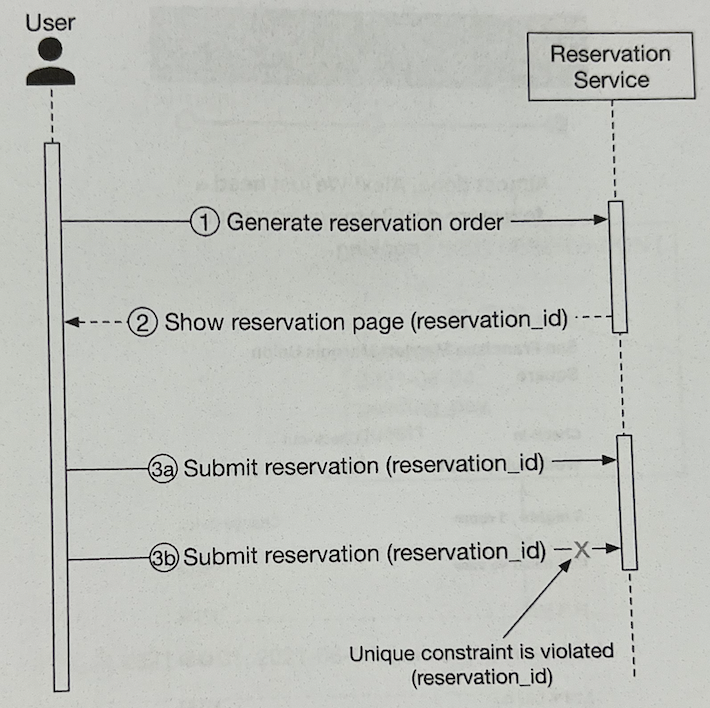 User
Reservation
Service
1 Generate reservation order
2 Show reservation page (reservation_id)
3a Submit reservation (reservation_id)
3b Submit reservation (reservation_id) X
Unique constraint is violated
(reservation_id)